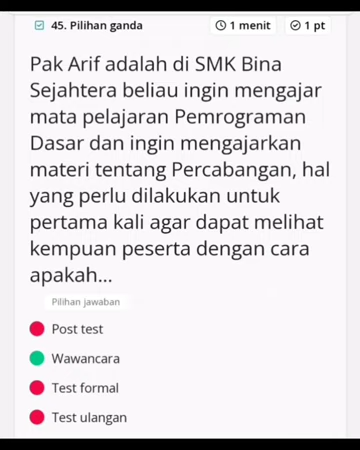 45. Pilihan ganda
1 menit
1 pt
Pak Arif adalah di SMK Bina
Sejahtera beliau ingin mengajar
mata pelajaran Pemrograman
Dasar dan ingin mengajarkan
materi tentang Percabangan, hal
yang perlu dilakukan untuk
pertama kali agar dapat melihat
kempuan peserta dengan cara
apakah...
Pilihan jawaban
Post test
Wawancara
Test formal
Test ulangan